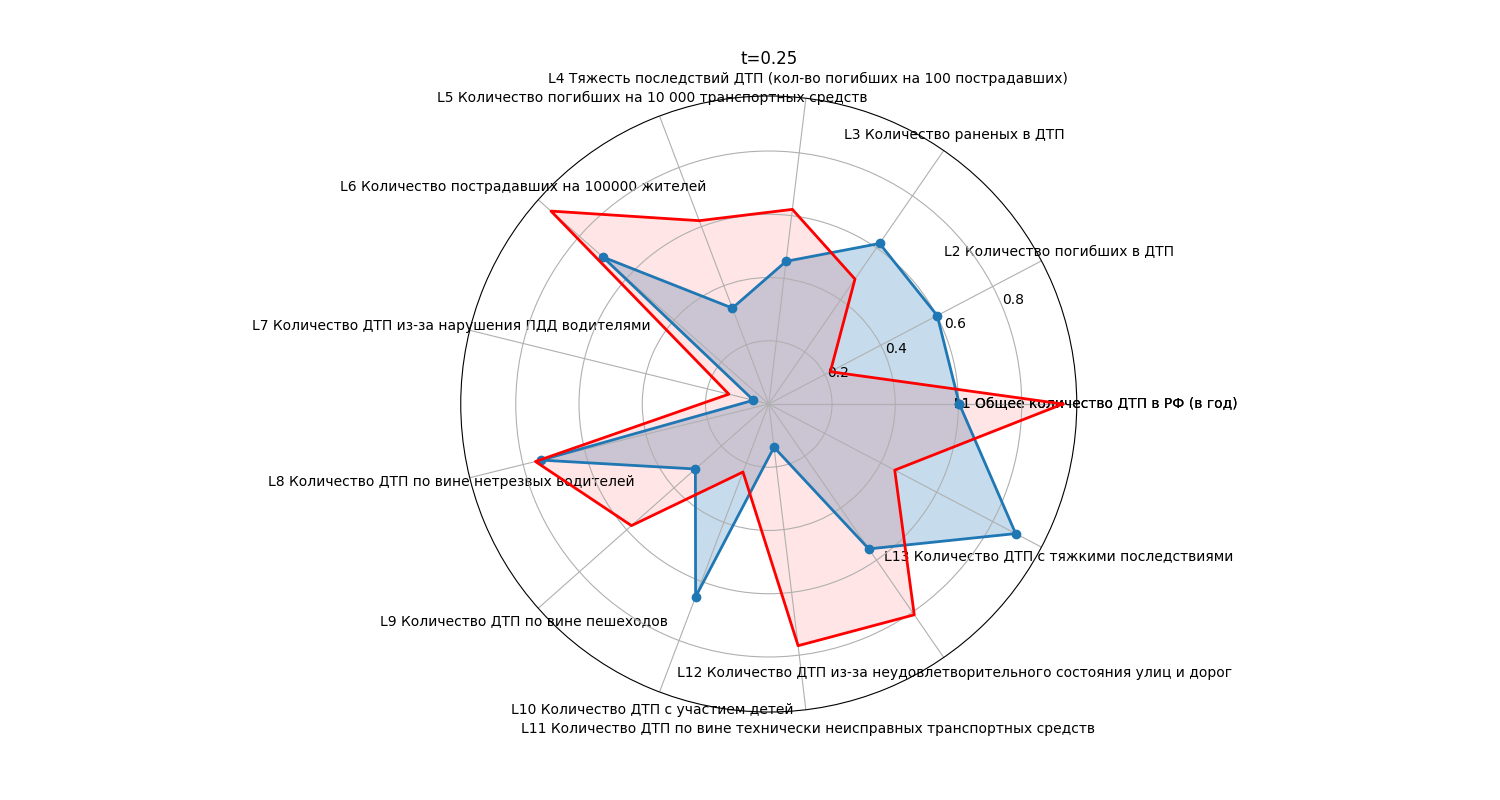 t=0.25
L4 Тяжесть последствий ДТП (кол-во погибших на 100 пострадавших)
L5 Количество погибших на 10 000 транспортных средств
L3 Количество раненых в ДТП
L6 Количество пострадавших на 100000 жителей
L2 Количество погибших в ДТП
0.8
0.6
L7 Количество ДТП из-за нарушения ПДД водителями
0.4
0.2
L1 Общее количество ДТП в РФ (в год)
L8 Количество ДТП по вине нетрезвых водителей
L13 Количество ДТП с тяжкими последствиями
L9 Количество ДТП по вине пешеходов
L12 Количество ДТП из-за неудовлетворительного состояния улиц и дорог
L10 Количество ДТП с участием детей
L11 Количество ДТП по вине технически неисправных транспортных средств